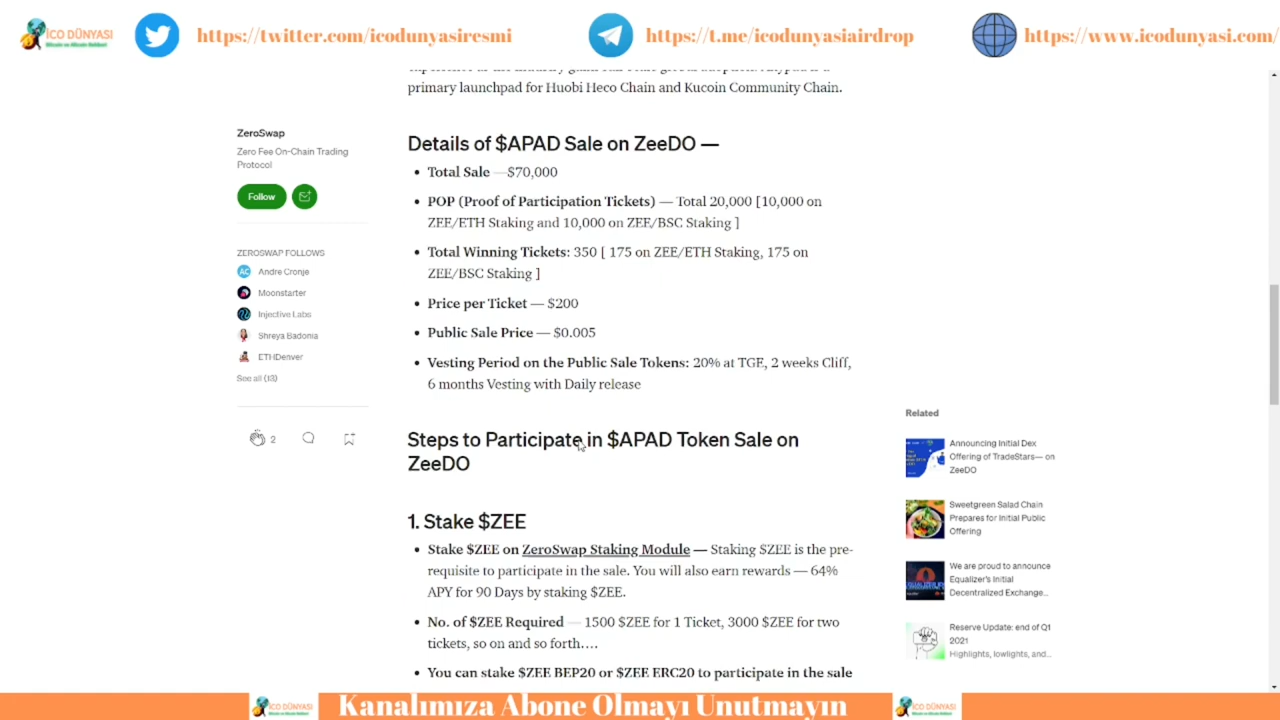 İCO DÜNYASI
Bitcoin ve Altcoin Rehberi
https://twitter.com/icodunyasiresmi
https://t.me/icodunyasiairdrop
https://www.icodunyasi.com/
primary launchpad for Huobi Heco Chain and Kucoin Community Chain.
ZeroSwap
Zero Fee On-Chain Trading
Protocol
Follow
ZEROSWAP FOLLOWS
AC Andre Cronje
Moonstarter
Injective Labs
Shreya Badonia
ETHDenver
See all (13)
2
Details of $APAD Sale on ZeeDO —
• Total Sale —$70,000
• POP (Proof of Participation Tickets) — Total 20,000 [10,000 on
ZEE/ETH Staking and 10,000 on ZEE/BSC Staking ]
• Total Winning Tickets: 350 [ 175 on ZEE/ETH Staking, 175 on
ZEE/BSC Staking ]
• Price per Ticket — $200
• Public Sale Price — $0.005
• Vesting Period on the Public Sale Tokens: 20% at TGE, 2 weeks Cliff,
6 months Vesting with Daily release
Steps to Participate in $APAD Token Sale on
ZeeDO
1. Stake $ZEE
• Stake $ZEE on ZeroSwap Staking Module — Staking $ZEE is the pre-
requisite to participate in the sale. You will also earn rewards — 64%
APY for 90 Days by staking $ZEE.
• No. of $ZEE Required — 1500 $ZEE for 1 Ticket, 3000 $ZEE for two
tickets, so on and so forth….
• You can stake $ZEE BEP20 or $ZEE ERC20 to participate in the sale
Related
Announcing Initial Dex
Offering of TradeStars— on
ZeeDO
Sweetgreen Salad Chain
Prepares for Initial Public
Offering
We are proud to announce
Equalizer's Initial
Decentralized Exchange...
Reserve Update: end of Q1
2021
Highlights, lowlights, and...
İCO DÜNYASI
Kanalımıza Abone Olmayı Unutmayın
İCO DÜNYASI